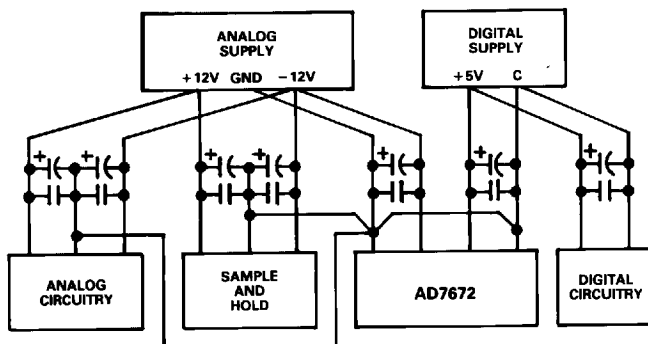 ANALOG
SUPPLY
+12V GND −12V
DIGITAL
SUPPLY
+5V C
+ + + + + + +
ANALOG
CIRCUITRY
SAMPLE
AND
HOLD
AD7672
DIGITAL
CIRCUITRY